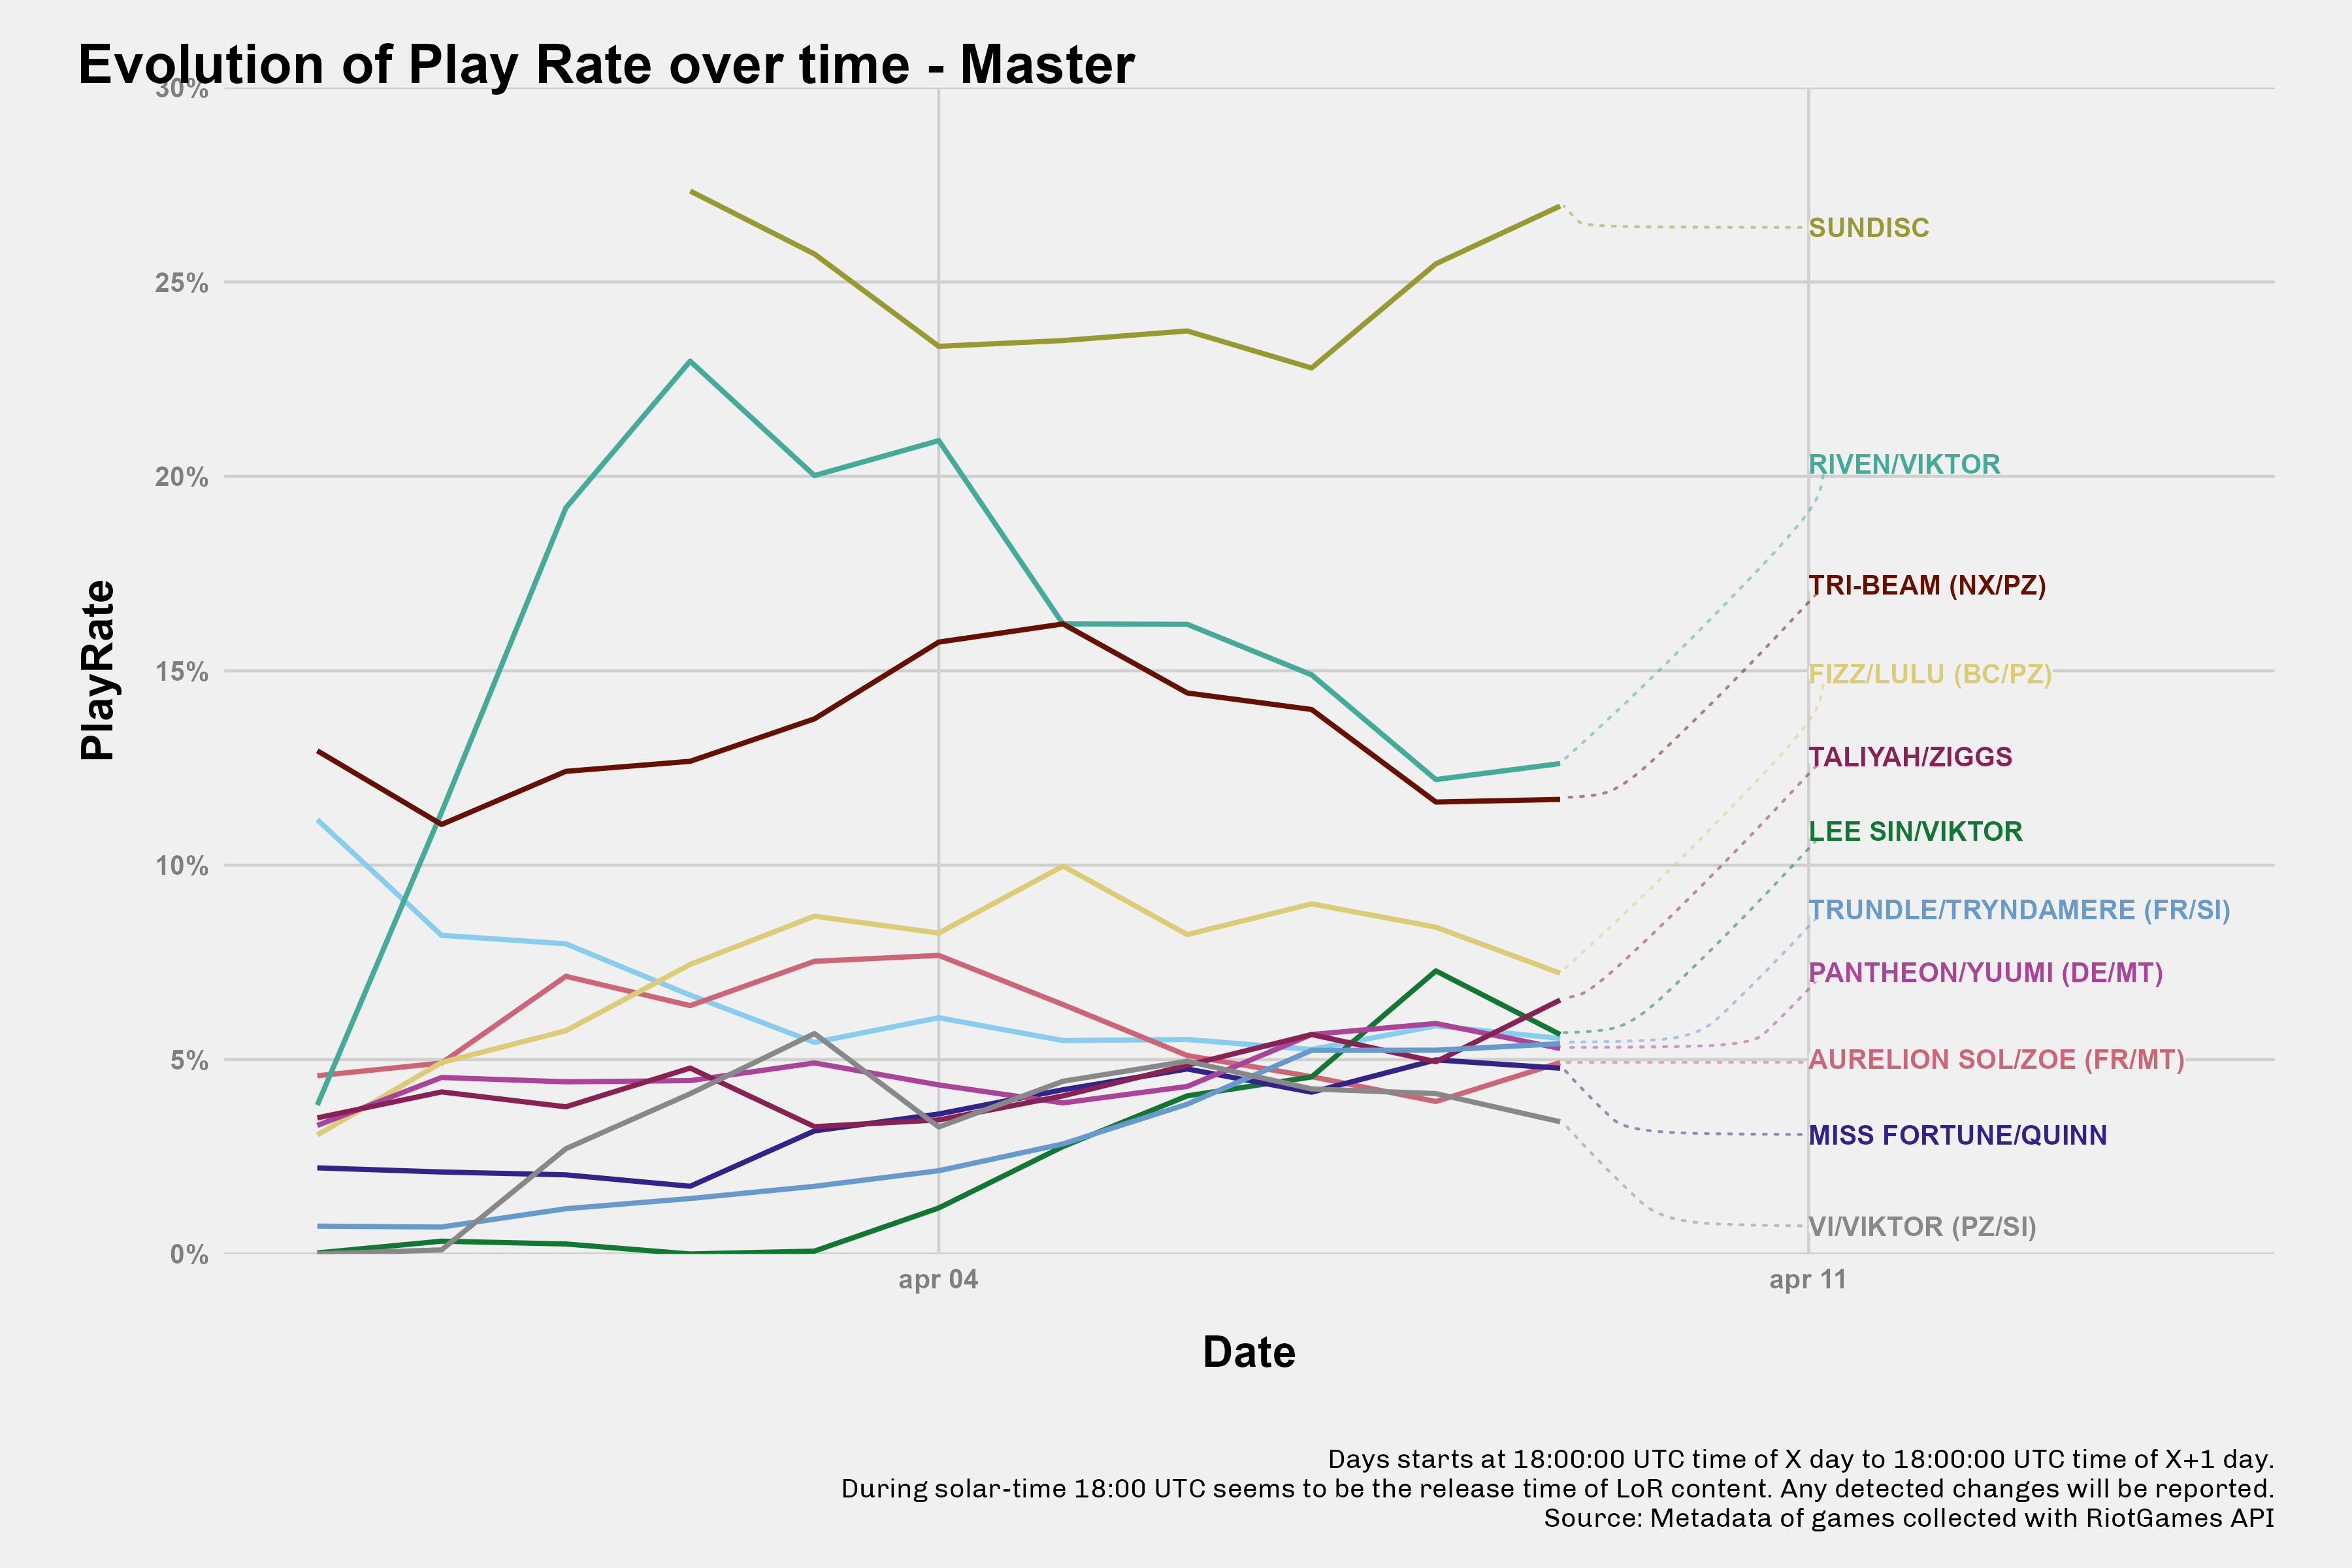 Evolution of Play Rate over time - Master
30%
25%
20%
15%
10%
5%
0%
PlayRate
SUNDISC
RIVEN/VIKTOR
TRI-BEAM (NX/PZ)
FIZZ/LULU (BC/PZ)
TALIYAH/ZIGGS
LEE SIN/VIKTOR
TRUNDLE/TRYNDAMERE (FR/SI)
PANTHEON/YUUMI (DE/MT)
AURELION SOL/ZOE (FR/MT)
MISS FORTUNE/QUINN
VI/VIKTOR (PZ/SI)
apr 04
apr 11
Date
Days starts at 18:00:00 UTC time of X day to 18:00:00 UTC time of X+1 day.
During solar-time 18:00 UTC seems to be the release time of LoR content. Any detected changes will be reported.
Source: Metadata of games collected with RiotGames API